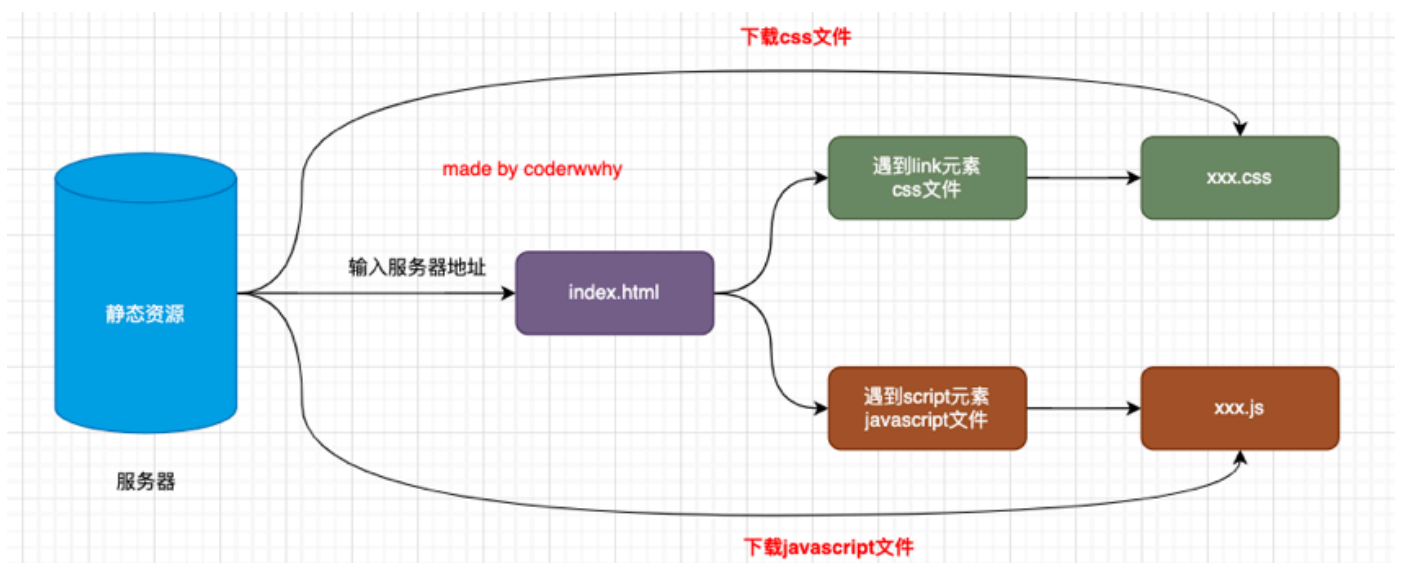 下载css文件
made by coderwwhy
遇到link元素
css文件
xxx.css
输入服务器地址
index.html
静态资源
遇到script元素
javascript文件
xxx.js
服务器
下载javascript文件